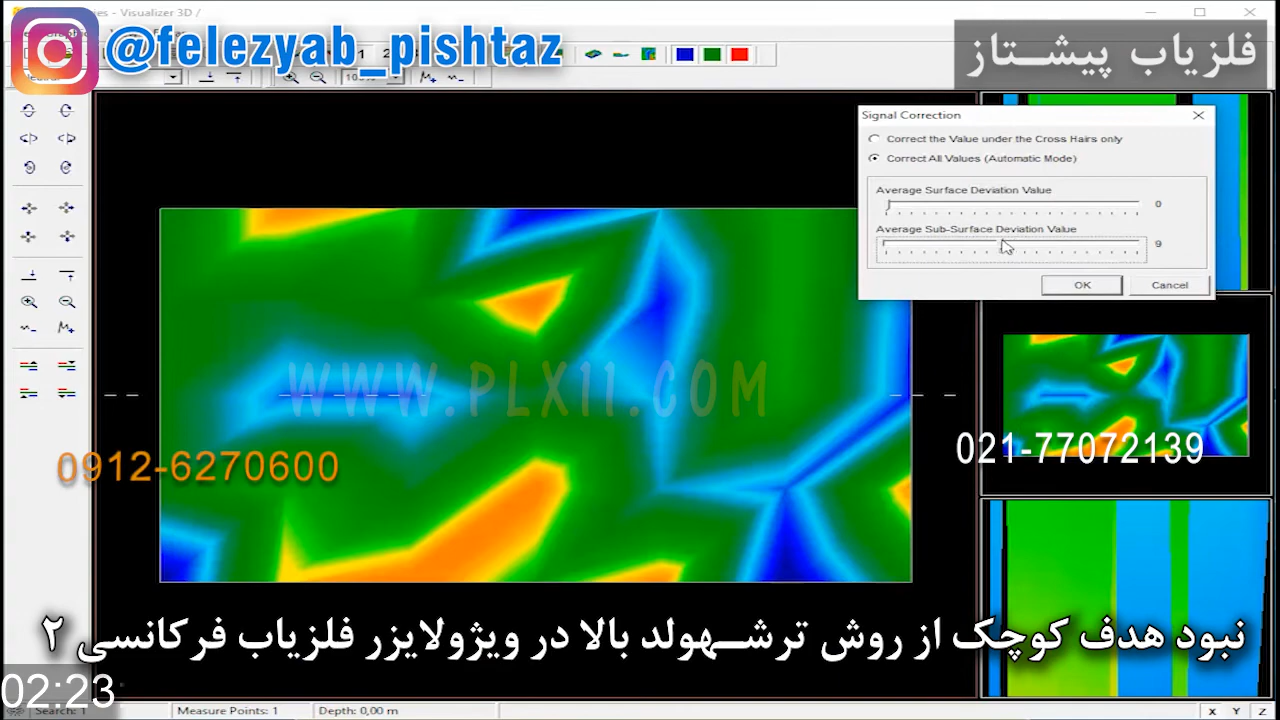 Visualizer 3D /
@felezyab_pishtaz
فلزیاب پیشتاز
Signal Correction
Correct the Value under the Cross Hairs only
Correct All Values (Automatic Mode)
Average Surface Deviation Value
0
Average Sub-Surface Deviation Value
9
OK
Cancel
WWW.PLX11.COM
0912-6270600
021-77072139
نبود هدف کوچک از روش ترشهولد بالا در ویژولایزر فلزیاب فرکانسی ۲
02:23
Search: 1
Measure Points: 1
Depth: 0,00 m
X Y Z